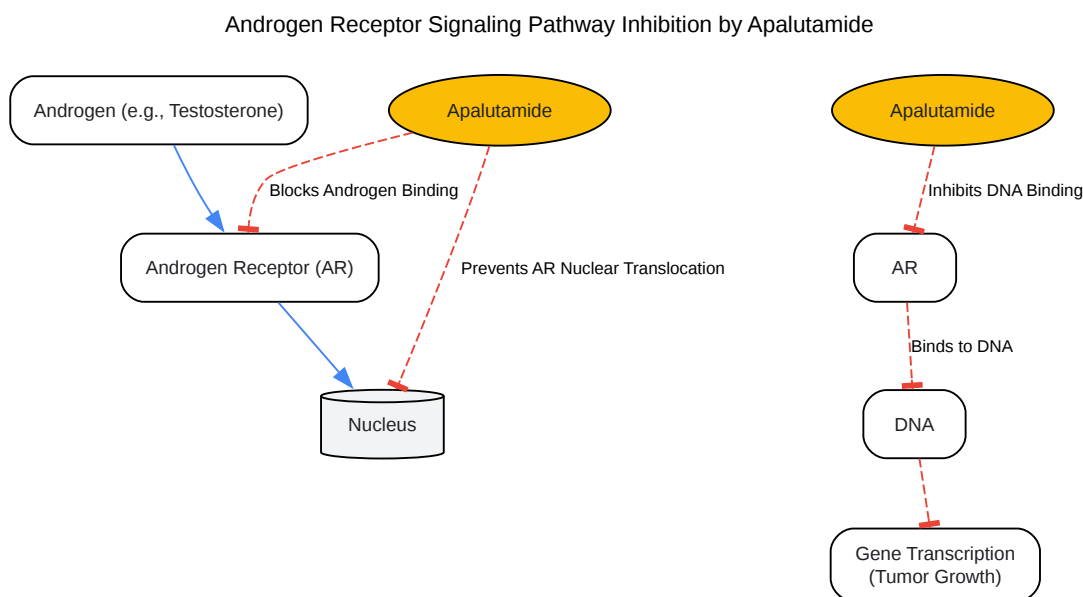 Androgen Receptor Signaling Pathway Inhibition by Apalutamide
Androgen (e.g., Testosterone)
Apalutamide
Apalutamide
Blocks Androgen Binding
Inhibits DNA Binding
Androgen Receptor (AR)
Prevents AR Nuclear Translocation
AR
Binds to DNA
Nucleus
DNA
Gene Transcription
(Tumor Growth)